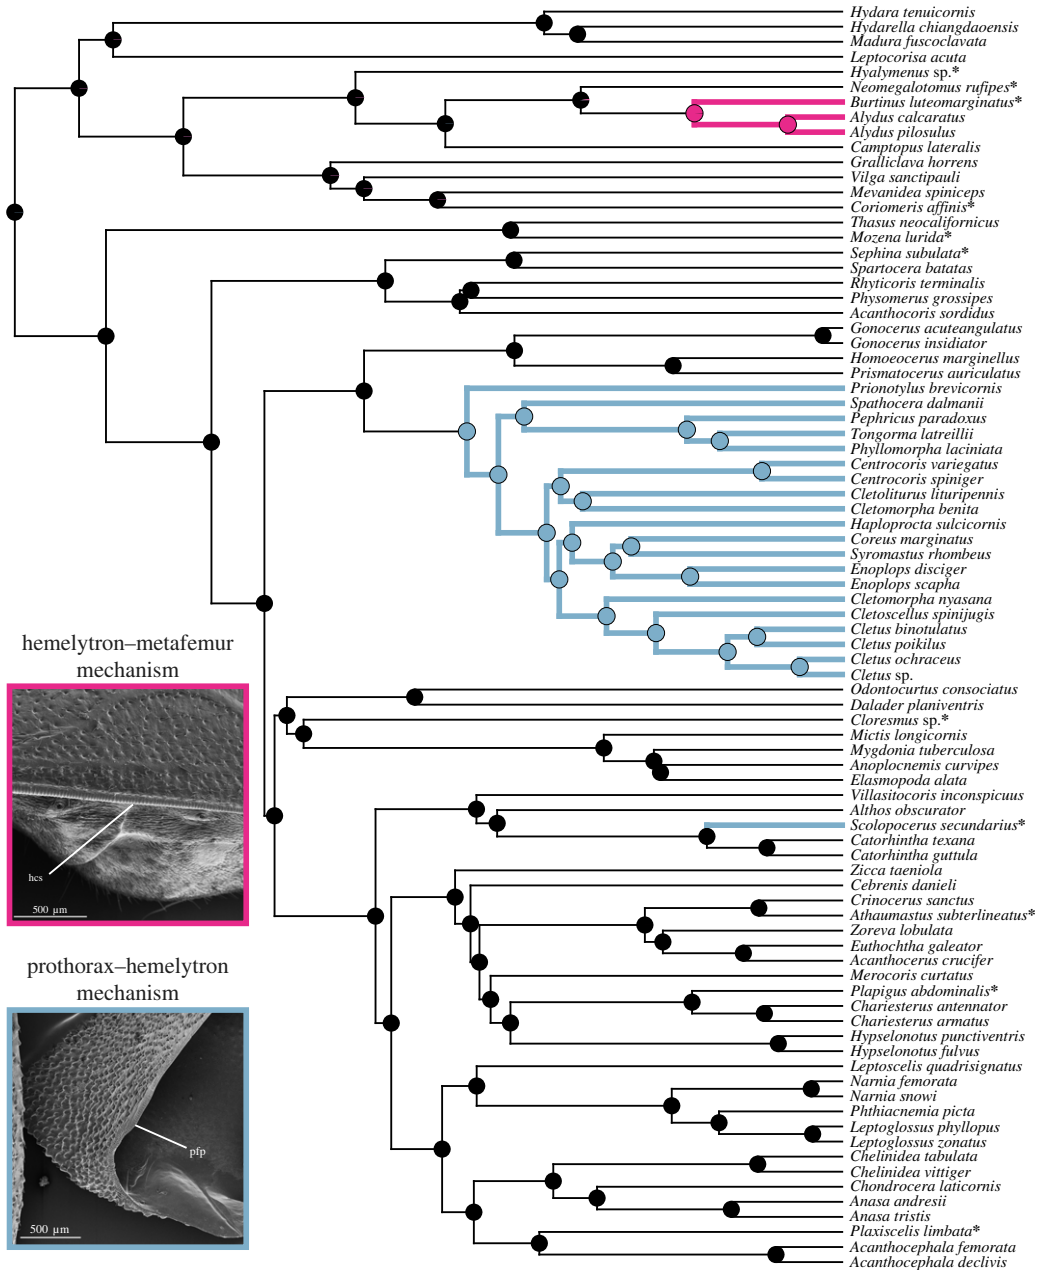 Hydara tenuicornis
Hydarella chiangdaoensis
Madura fuscoclavata
Leptocorisa acuta
Hyalymenus sp.*
Neomegalotomus rufipes*
Burtinus luteomarginatus*
Alydus calcaratus
Alydus pilosulus
Camptopus lateralis
Gralliclava horrens
Vilga sanctipauli
Mevanidea spiniceps
Coriomeris affinis*
Thasus neocalifornicus
Mozena lurida*
Sephina subulata*
Spartocera batatas
Rhyticoris terminalis
Physomerus grossipes
Acanthocoris sordidus
Gonocerus acuteangulatus
Gonocerus insidiator
Homoeocerus marginellus
Prismatocerus auriculatus
Prionotylus brevicornis
Spathocera dalmanii
Pephricus paradoxus
Tongorma latreillii
Phyllomorpha laciniata
Centrocoris variegatus
Centrocoris spiniger
Cletoliturus lituripennis
Cletomorpha benita
Haploprocta sulcicornis
Coreus marginatus
Syromastus rhombeus
Enoplops disciger
Enoplops scapha
Cletomorpha nyasana
Cletoscellus spinijugis
Cletus binotulatus
Cletus poikilus
Cletus ochraceus
Cletus sp.
Odontocurtus consociatus
Dalader planiventris
Cloresmus sp.*
Mictis longicornis
Mygdonia tuberculosa
Anoplocnemis curvipes
Elasmopoda alata
Villasitocoris inconspicuus
Althos obscurator
Scolopocerus secundarius*
Catorhintha texana
Catorhintha guttula
Zicca taeniola
Cebrenis danieli
Crinocerus sanctus
Athaumastus subterlineatus*
Zoreva lobulata
Euthochtha galeator
Acanthocerus crucifer
Merocoris curtatus
Plapigus abdominalis*
Chariesterus antennator
Chariesterus armatus
Hypselonotus punctiventris
Hypselonotus fulvus
Leptoscelis quadrisignatus
Narnia femorata
Narnia snowi
Phthiacnemia picta
Leptoglossus phyllopus
Leptoglossus zonatus
Chelinidea tabulata
Chelinidea vittiger
Chondrocera laticornis
Anasa andresii
Anasa tristis
Plaxiscelis limbata*
Acanthocephala femorata
Acanthocephala declivis
hemelytron–metafemur
mechanism
hcs
500 µm
prothorax–hemelytron
mechanism
pfp
500 µm